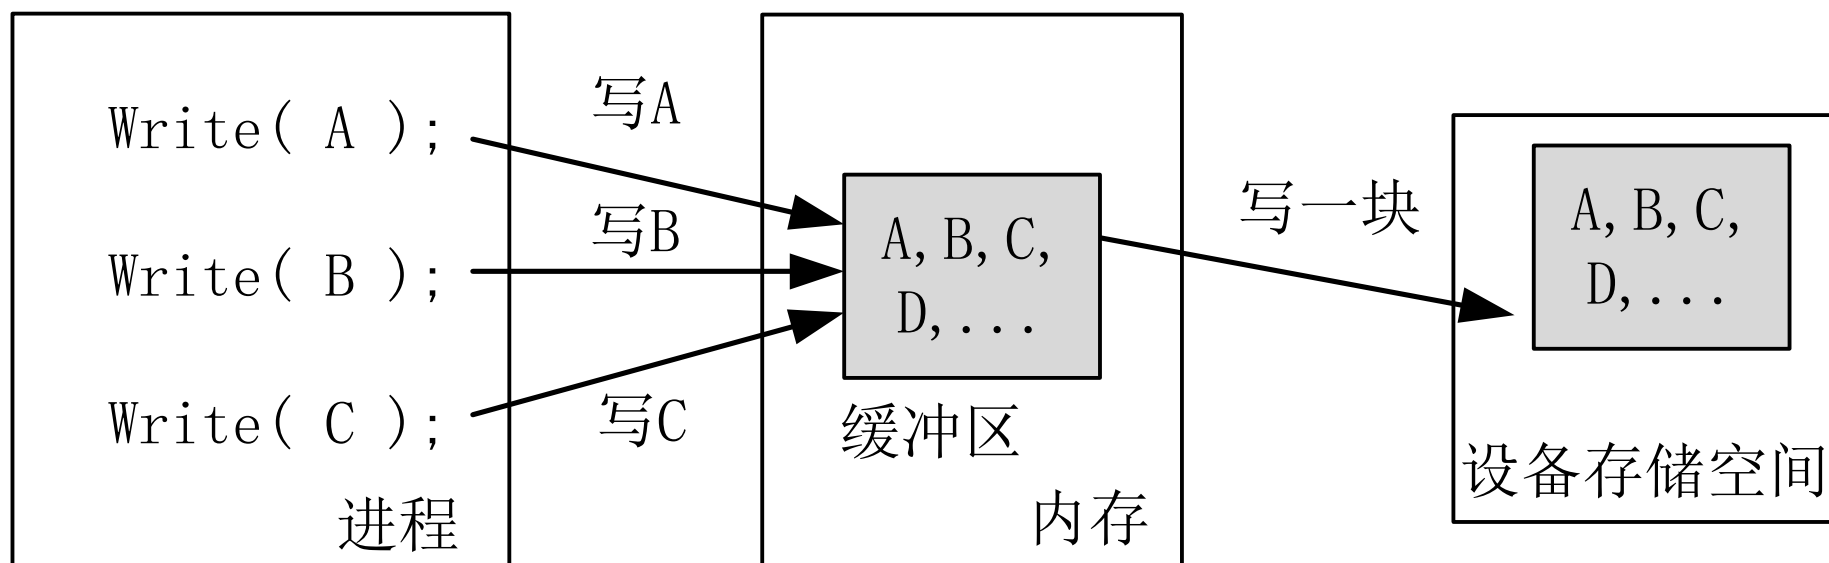 Write( A );
Write( B );
Write( C );
进程
写A
写B
写C
A, B, C,
D, ...
缓冲区
内存
写一块
A, B, C,
D, ...
设备存储空间